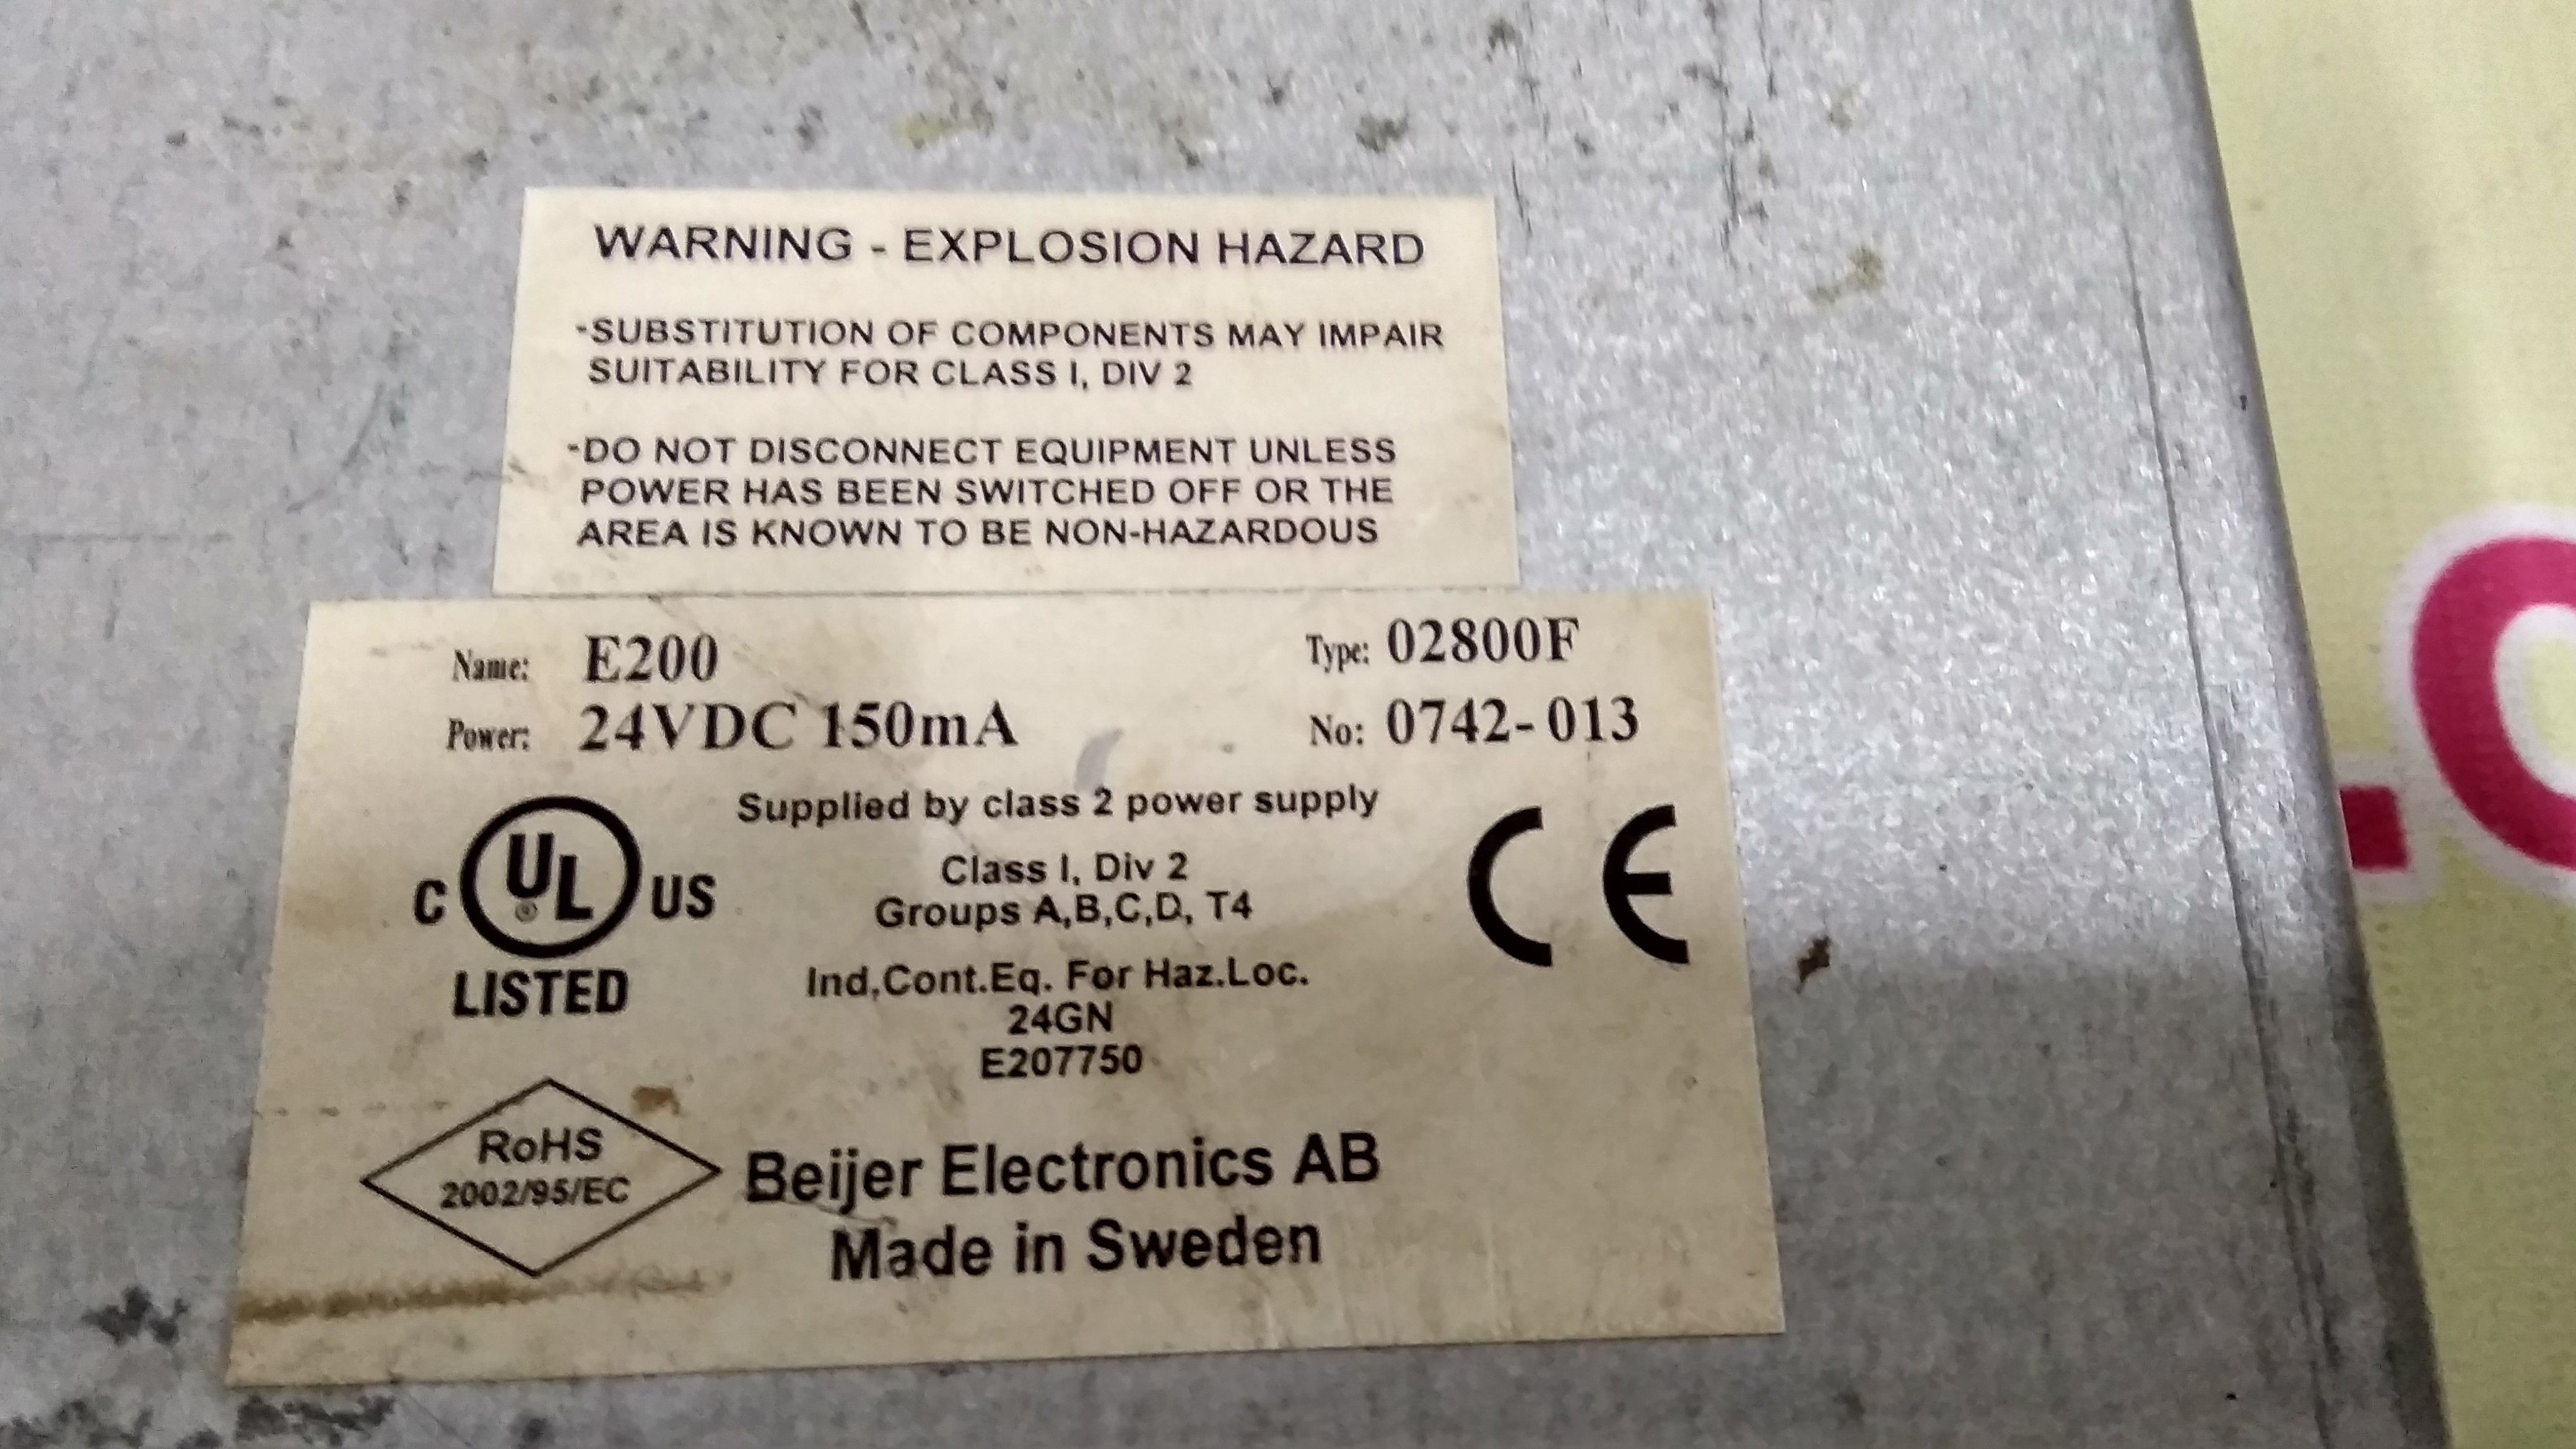 WARNING - EXPLOSION HAZARD
-SUBSTITUTION OF COMPONENTS MAY IMPAIR
SUITABILITY FOR CLASS I, DIV 2
-DO NOT DISCONNECT EQUIPMENT UNLESS
POWER HAS BEEN SWITCHED OFF OR THE
AREA IS KNOWN TO BE NON-HAZARDOUS
Name: E200 Type: 02800F
Power: 24VDC 150mA No: 0742-013
Supplied by class 2 power supply
C UL ® US
LISTED
Class I, Div 2
Groups A,B,C,D, T4
CE
Ind.Cont.Eq. For Haz.Loc.
24GN
E207750
RoHS
2002/95/EC
Beijer Electronics AB
Made in Sweden